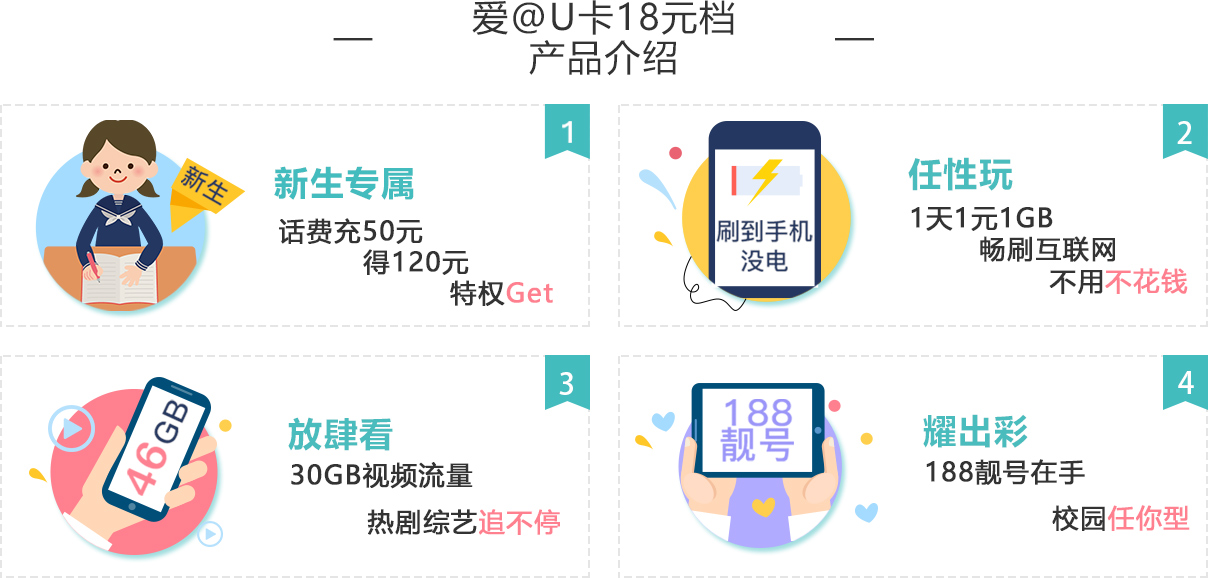 爱@U卡18元档
产品介绍
1
新生
新生专属
话费充50元
得120元
特权Get
2
刷到手机
没电
任性玩
1天1元1GB
畅刷互联网
不用不花钱
3
46GB
放肆看
30GB视频流量
热剧综艺追不停
4
188
靓号
耀出彩
188靓号在手
校园任你型